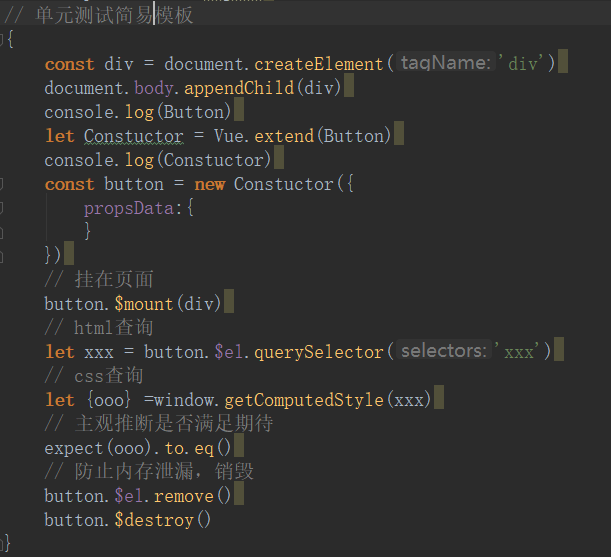 // 单元测试简易模板
{
    const div = document.createElement( tagName: 'div')
    document.body.appendChild(div)
    console.log(Button)
    let Constuctor = Vue.extend(Button)
    console.log(Constuctor)
    const button = new Constuctor({
        propsData:{
        }
    })
    // 挂在页面
    button.$mount(div)
    // html查询
    let xxx = button.$el.querySelector( selectors: 'xxx')
    // css查询
    let {ooo} =window.getComputedStyle(xxx)
    // 主观推断是否满足期待
    expect(ooo).to.eq()
    // 防止内存泄漏，销毁
    button.$el.remove()
    button.$destroy()
}